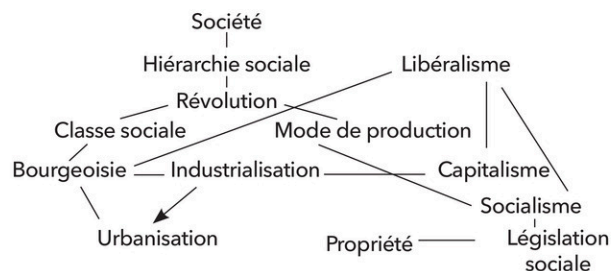 Société
Hiérarchie sociale
Libéralisme
Révolution
Classe sociale
Mode de production
Bourgeoisie
Industrialisation
Capitalisme
Socialisme
Urbanisation
Propriété
Législation
sociale